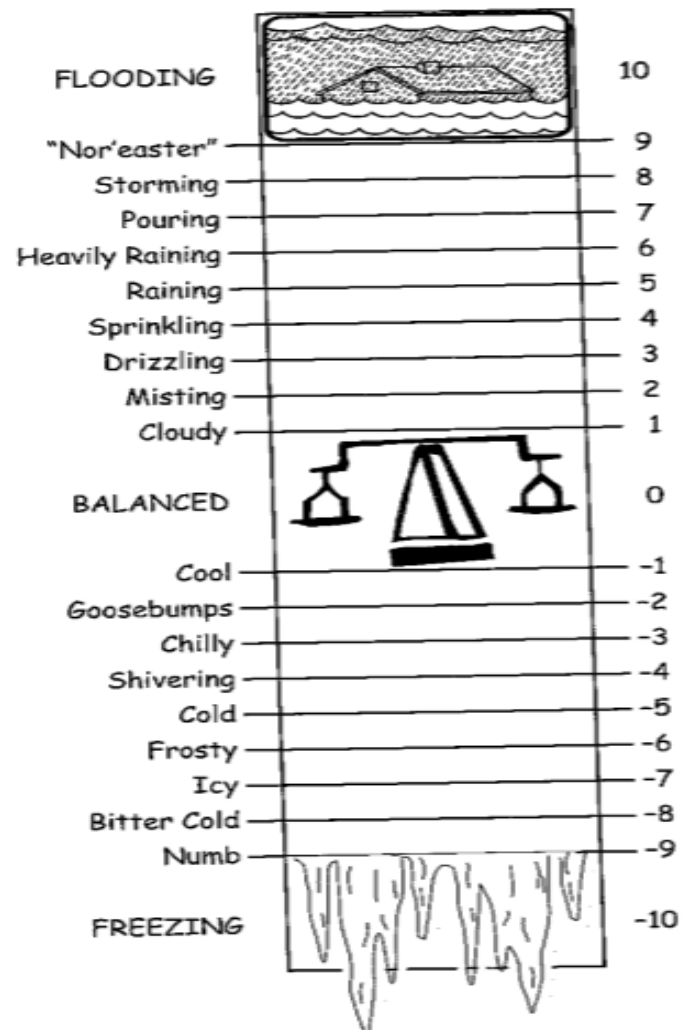 FLOODING 10
“Nor’easter” 9
Storming 8
Pouring 7
Heavily Raining 6
Raining 5
Sprinkling 4
Drizzling 3
Misting 2
Cloudy 1
BALANCED 0
Cool -1
Goosebumps -2
Chilly -3
Shivering -4
Cold -5
Frosty -6
Icy -7
Bitter Cold -8
Numb -9
FREEZING -10